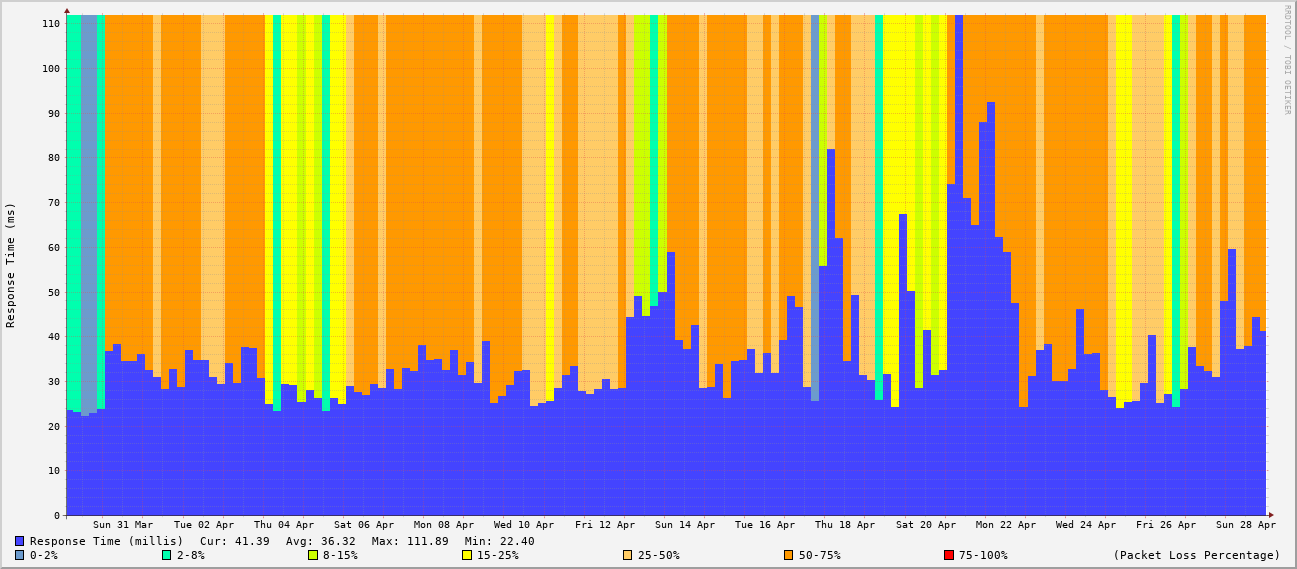 RRDTOOL / TOBI OETIKER
Response Time (ms)
110
100
90
80
70
60
50
40
30
20
10
0
Sun 31 Mar Tue 02 Apr Thu 04 Apr Sat 06 Apr Mon 08 Apr Wed 10 Apr Fri 12 Apr Sun 14 Apr Tue 16 Apr Thu 18 Apr Sat 20 Apr Mon 22 Apr Wed 24 Apr Fri 26 Apr Sun 28 Apr
Response Time (millis) Cur: 41.39 Avg: 36.32 Max: 111.89 Min: 22.40
0-2% 2-8% 8-15% 15-25% 25-50% 50-75% 75-100% (Packet Loss Percentage)